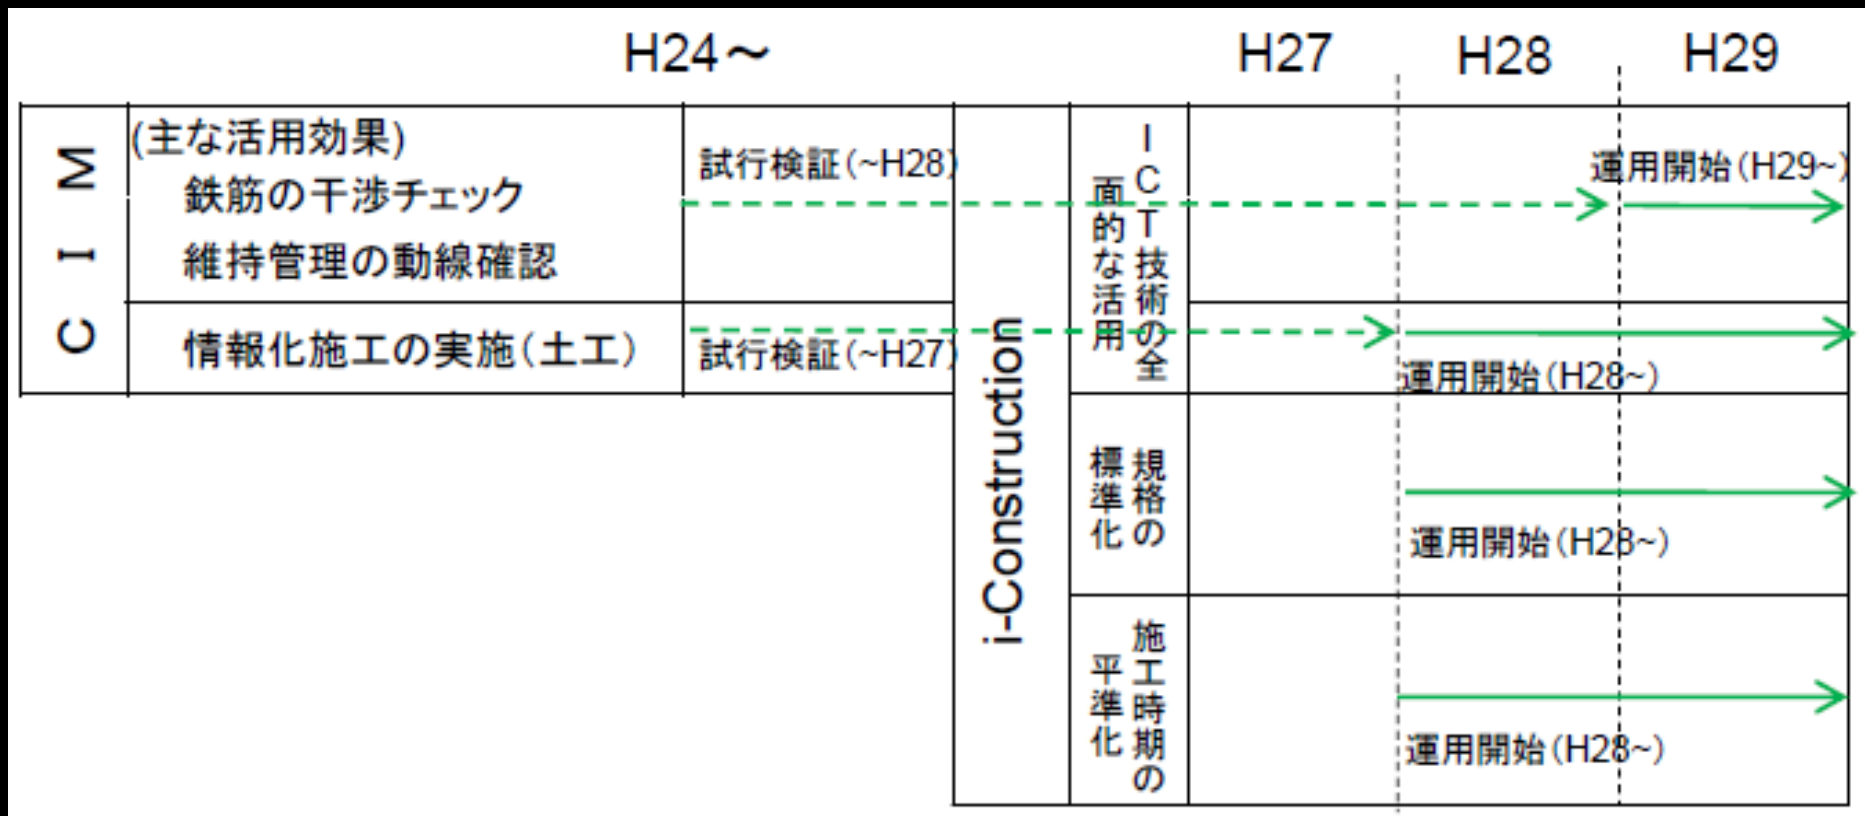 H24～
H27
H28
H29
CIM
(主な活用効果)
鉄筋の干渉チェック
維持管理の動線確認
試行検証(~H28)
情報化施工の実施(土工)
試行検証(~H27)
i-Construction
ICT技術の全
面的な活用
運用開始(H29~)
運用開始(H28~)
規格の
標準化
運用開始(H28~)
施工時期の
平準化
運用開始(H28~)